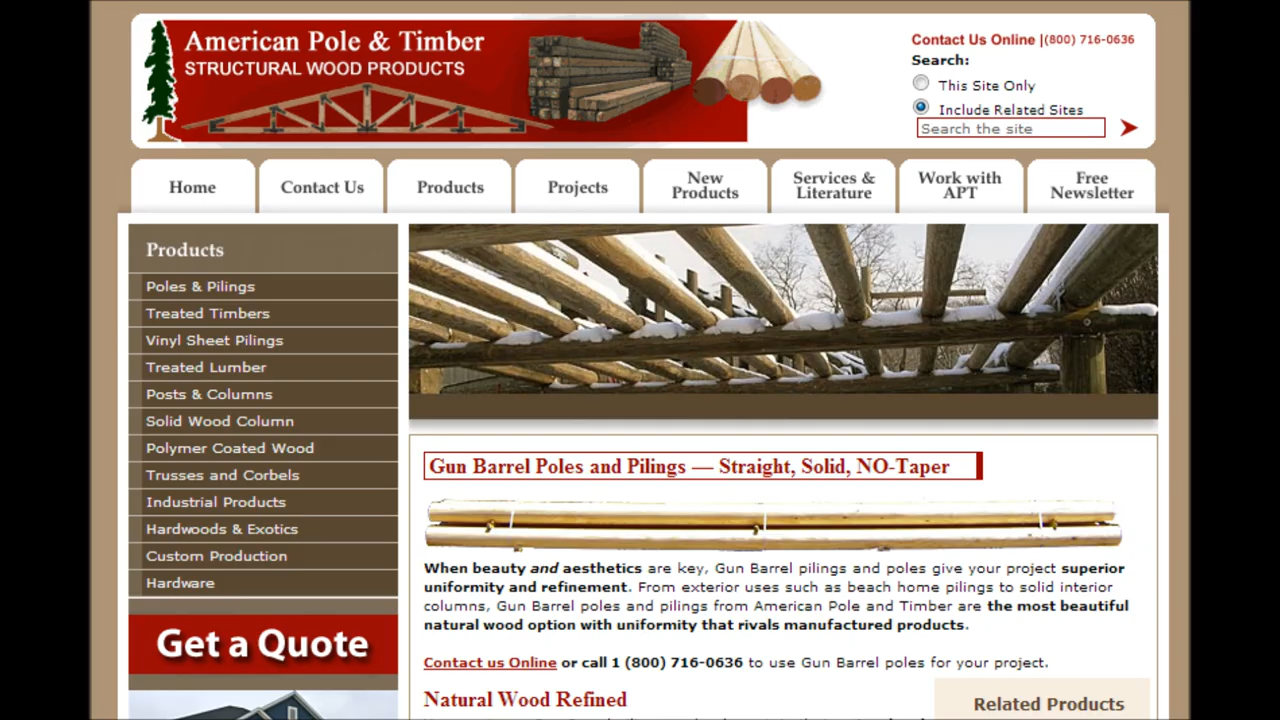 American Pole & Timber
STRUCTURAL WOOD PRODUCTS
Contact Us Online |(800) 716-0636
Search:
This Site Only
Include Related Sites
Search the site
Home
Contact Us
Products
Projects
New
Products
Services &
Literature
Work with
APT
Free
Newsletter
Products
Poles & Pilings
Treated Timbers
Vinyl Sheet Pilings
Treated Lumber
Posts & Columns
Solid Wood Column
Polymer Coated Wood
Trusses and Corbels
Industrial Products
Hardwoods & Exotics
Custom Production
Hardware
Get a Quote
Gun Barrel Poles and Pilings — Straight, Solid, NO-Taper
When beauty and aesthetics are key, Gun Barrel pilings and poles give your project superior
uniformity and refinement. From exterior uses such as beach home pilings to solid interior
columns, Gun Barrel poles and pilings from American Pole and Timber are the most beautiful
natural wood option with uniformity that rivals manufactured products.
Contact us Online or call 1 (800) 716-0636 to use Gun Barrel poles for your project.
Natural Wood Refined
Related Products